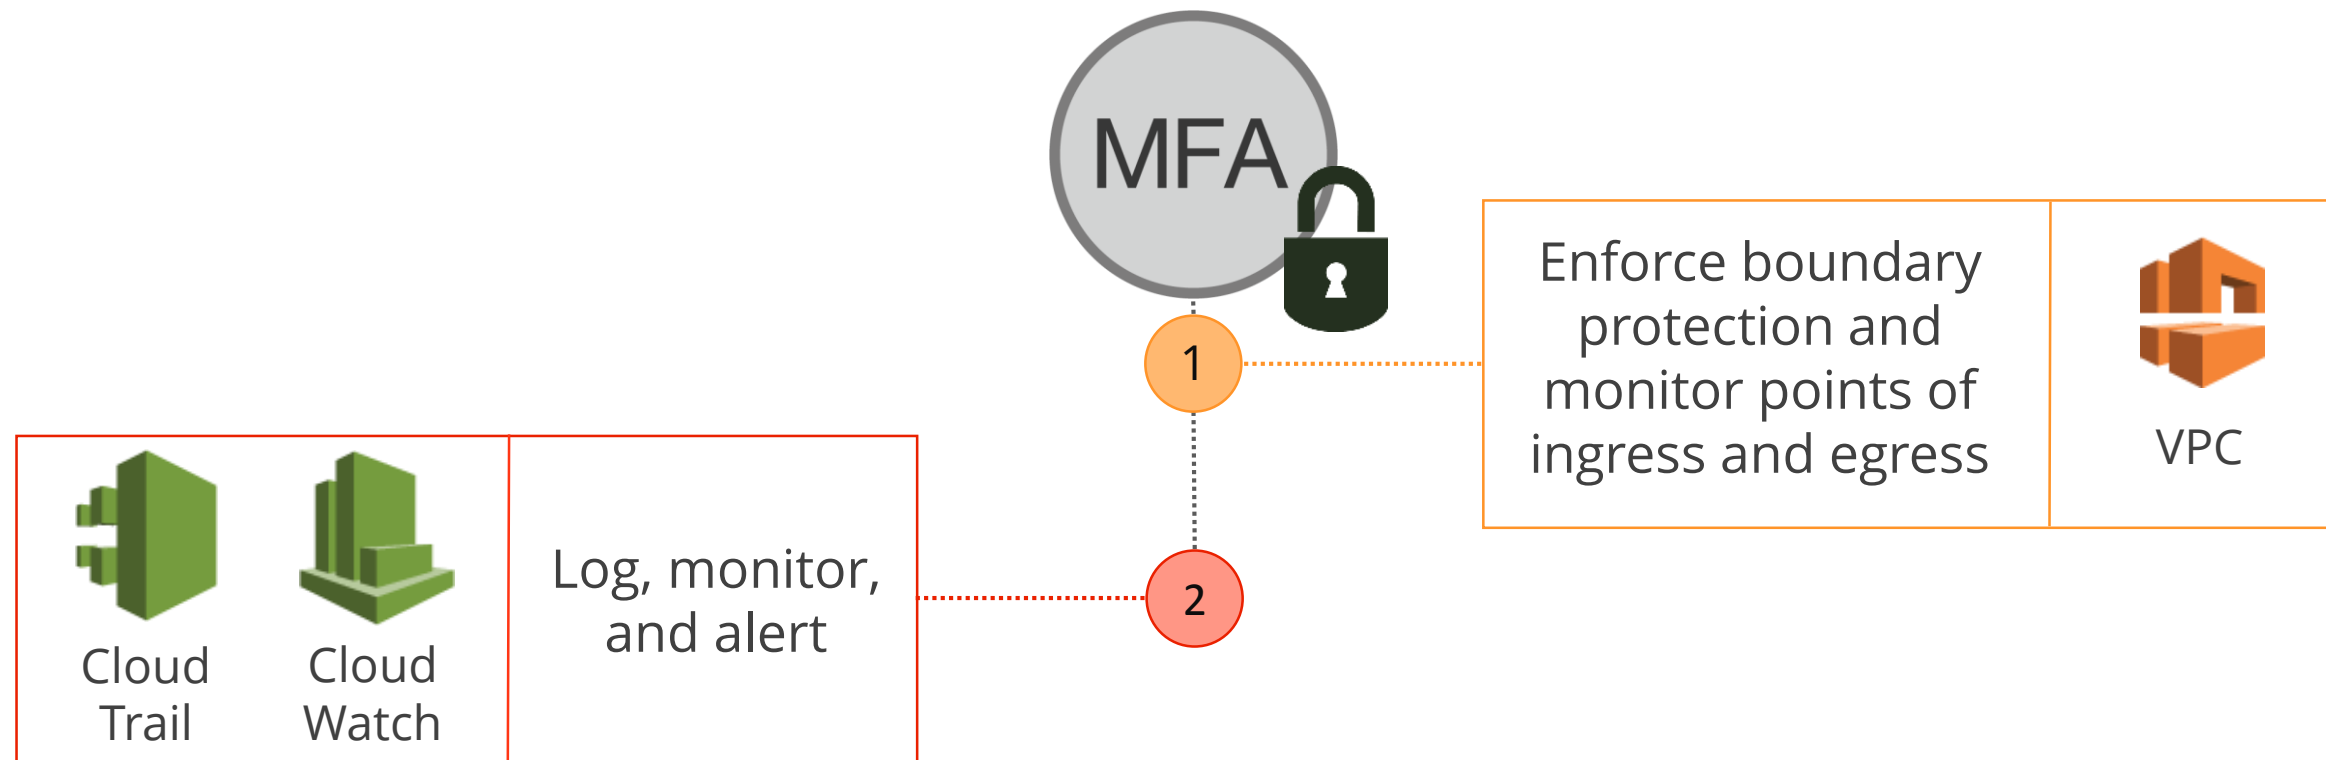 MFA
1
Enforce boundary
protection and
monitor points of
ingress and egress
VPC
2
Log, monitor,
and alert
Cloud
Trail
Cloud
Watch